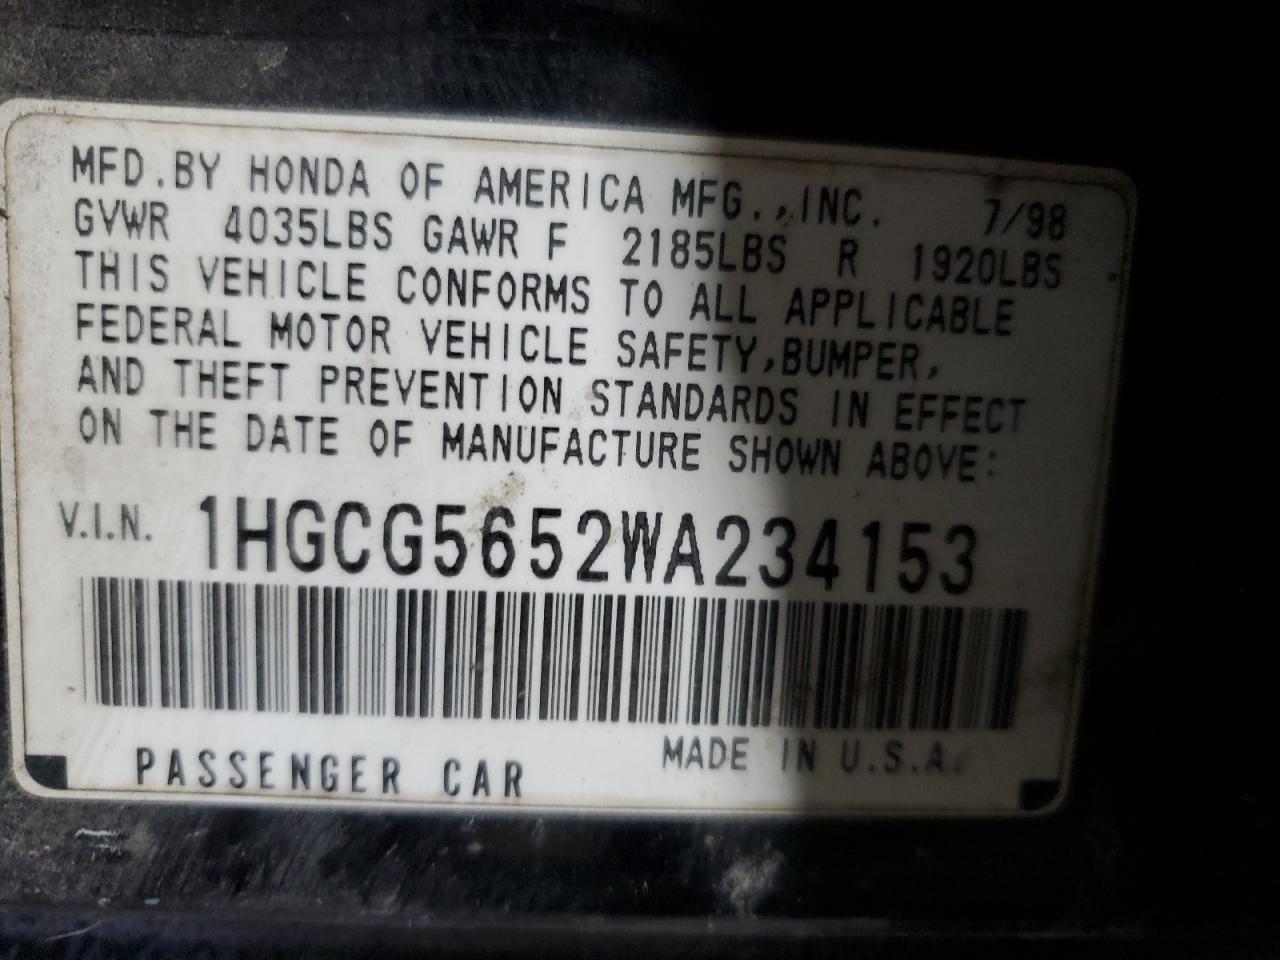 MFD.BY HONDA OF AMERICA MFG.,INC. 7/98
GVWR 4035LBS GAWR F 2185LBS R 1920LBS
THIS VEHICLE CONFORMS TO ALL APPLICABLE
FEDERAL MOTOR VEHICLE SAFETY,BUMPER,
AND THEFT PREVENTION STANDARDS IN EFFECT
ON THE DATE OF MANUFACTURE SHOWN ABOVE:
V.I.N. 1HGCG5652WA234153
PASSENGER CAR MADE IN U.S.A.